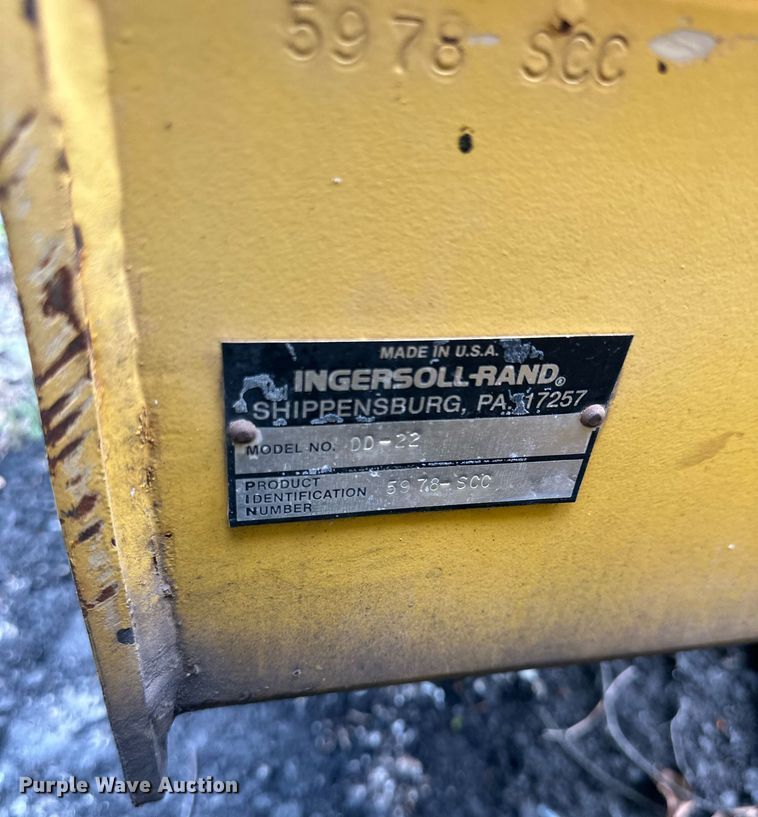 5978 SCC
MADE IN U.S.A.
INGERSOLL-RAND®
SHIPPENSBURG, PA. 17257
MODEL NO. DD-22
PRODUCT
IDENTIFICATION 5978-SCC
NUMBER
Purple Wave Auction